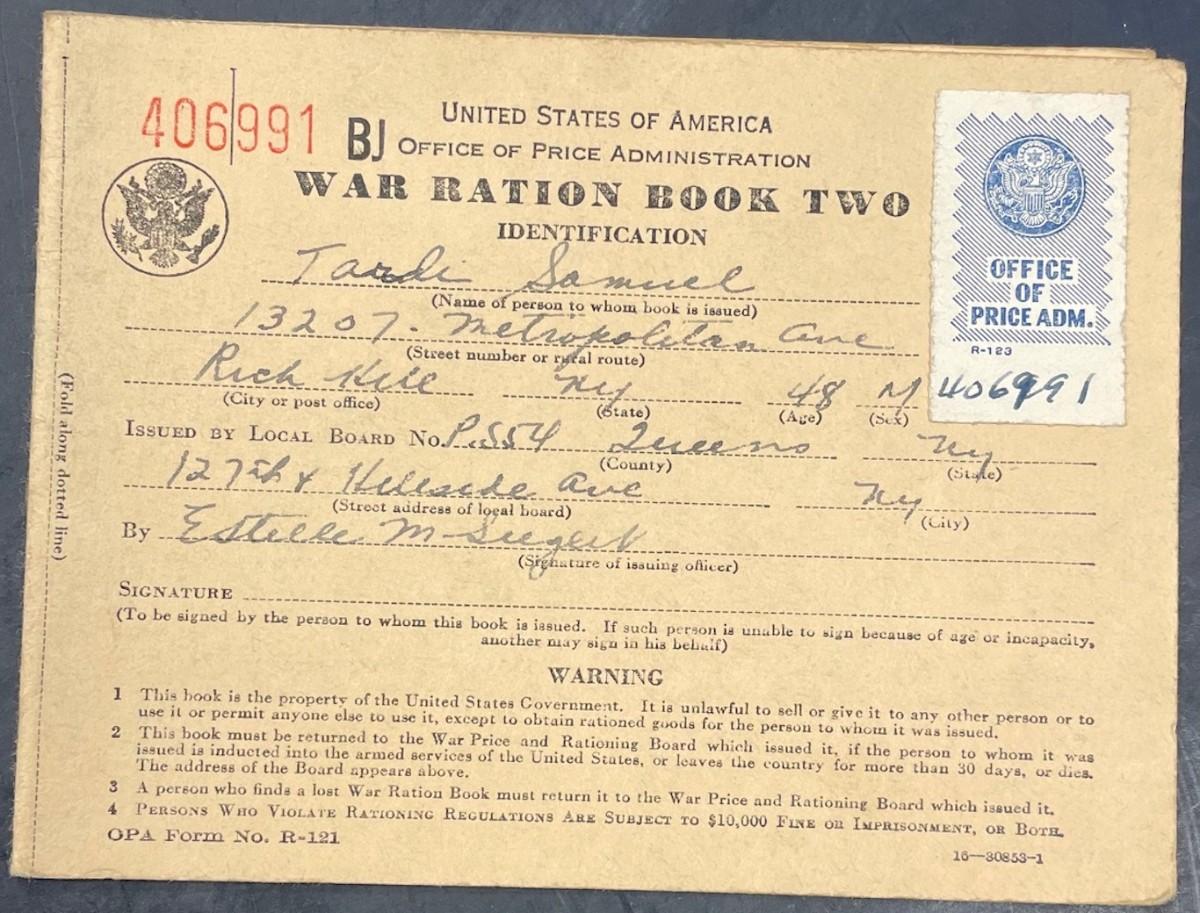 406991 BJ
UNITED STATES OF AMERICA
OFFICE OF PRICE ADMINISTRATION
WAR RATION BOOK TWO
IDENTIFICATION
Tardi Samuel
(Name of person to whom book is issued)
13207. Metropolitan Ave
(Street number or rural route)
Rich Hill Ny 48 M
(City or post office) (State) (Age) (Sex)
ISSUED BY LOCAL BOARD NO. P.S54 Queens Ny
(County) (State)
127th & Hillside Ave Ny
(Street address of local board) (City)
By Estelle M
(Signature of issuing officer)
SIGNATURE
(To be signed by the person to whom this book is issued. If such person is unable to sign because of age or incapacity,
another may sign in his behalf)
WARNING
1 This book is the property of the United States Government. It is unlawful to sell or give it to any other person or to
use it or permit anyone else to use it, except to obtain rationed goods for the person to whom it was issued.
2 This book must be returned to the War Price and Rationing Board which issued it, if the person to whom it was
issued is inducted into the armed services of the United States, or leaves the country for more than 30 days, or dies.
The address of the Board appears above.
3 A person who finds a lost War Ration Book must return it to the War Price and Rationing Board which issued it.
4 PERSONS WHO VIOLATE RATIONING REGULATIONS ARE SUBJECT TO $10,000 FINE OR IMPRISONMENT, OR BOTH.
OPA Form No. R-121
16—30853-1
(Fold along dotted line)
OFFICE
OF
PRICE ADM.
R-123
406991